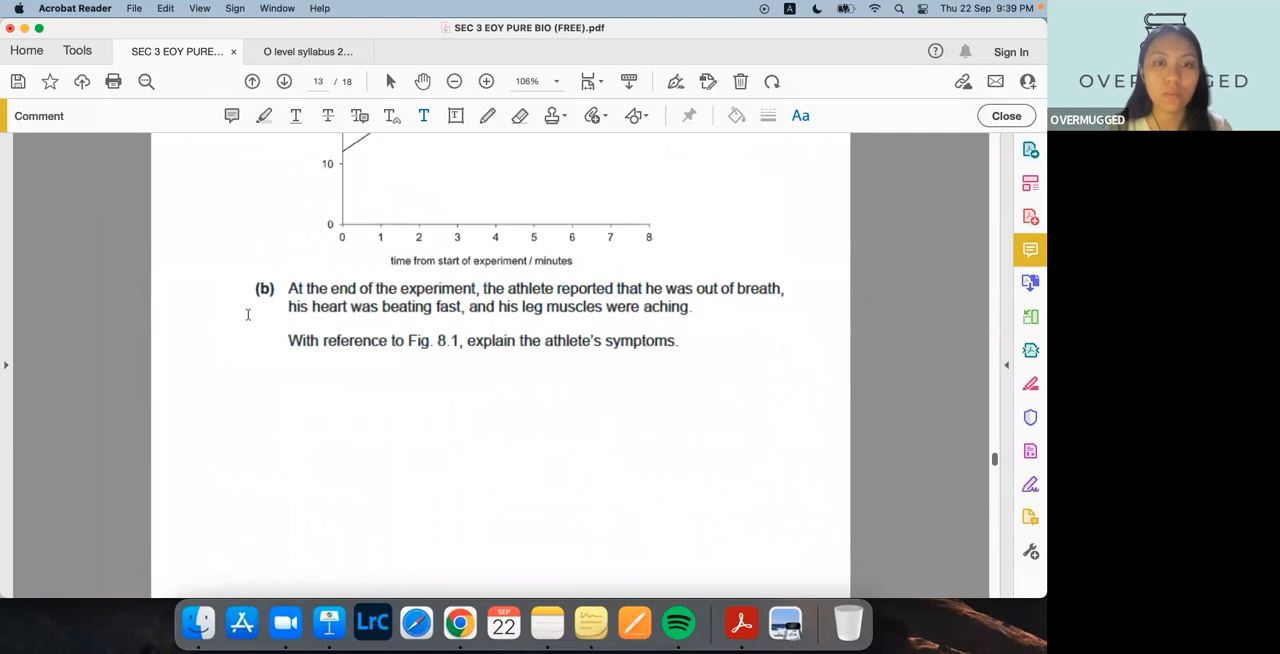 Acrobat Reader File Edit View Sign Window Help
Thu 22 Sep 9:39 PM
SEC 3 EOY PURE BIO (FREE).pdf
Home Tools SEC 3 EOY PURE... × O level syllabus 2... Sign In
13 / 18 106%
Comment Close
Aa
OVERMUGGED
10
0
0 1 2 3 4 5 6 7 8
time from start of experiment / minutes
(b) At the end of the experiment, the athlete reported that he was out of breath,
his heart was beating fast, and his leg muscles were aching.
With reference to Fig. 8.1, explain the athlete's symptoms.
LrC
SEP
22